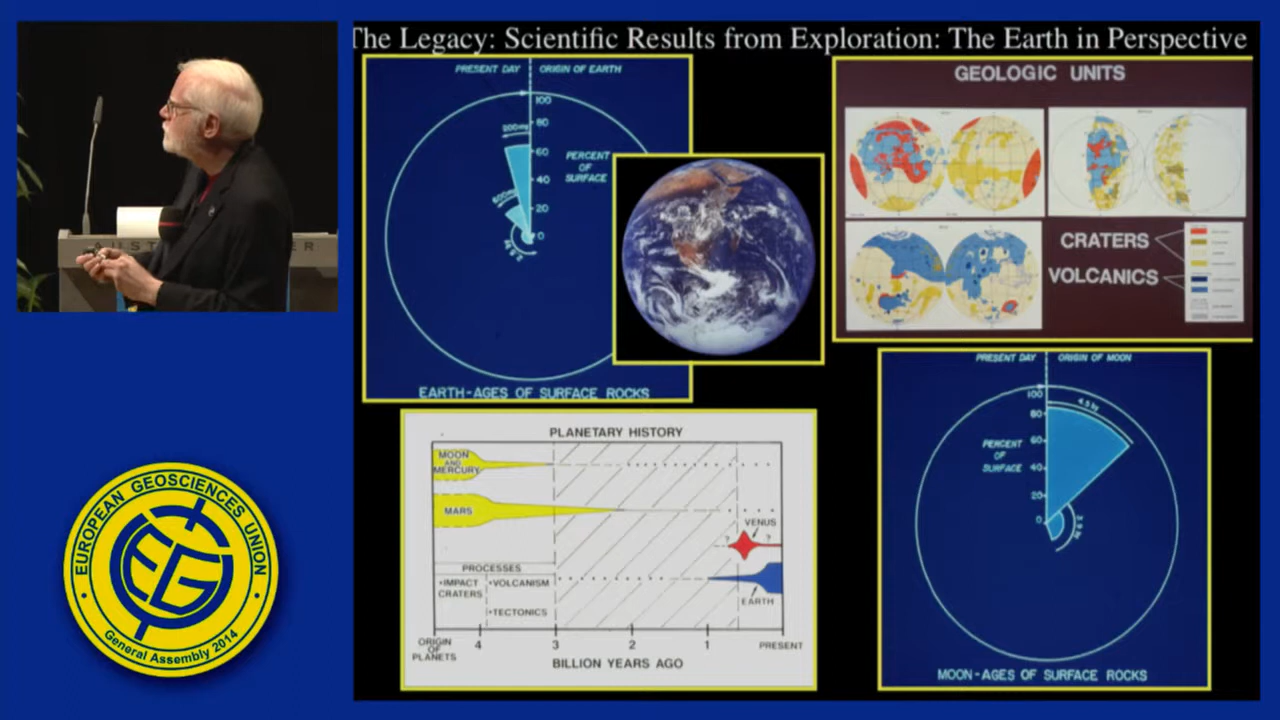 The Legacy: Scientific Results from Exploration: The Earth in Perspective
PRESENT DAY
ORIGIN OF EARTH
100
80
60
40
20
0
PERCENT
OF
SURFACE
EARTH-AGES OF SURFACE ROCKS
GEOLOGIC UNITS
CRATERS
VOLCANICS
PLANETARY HISTORY
MOON
AND
MERCURY
MARS
VENUS
?
?
EARTH
PROCESSES
•IMPACT
CRATERS
•VOLCANISM
•TECTONICS
ORIGIN
OF
PLANETS
4
3
2
1
PRESENT
BILLION YEARS AGO
PRESENT DAY
ORIGIN OF MOON
100
80
60
40
20
0
PERCENT
OF
SURFACE
4.5 by
MOON-AGES OF SURFACE ROCKS
EUROPEAN GEOSCIENCES UNION
EGU
General Assembly 2014